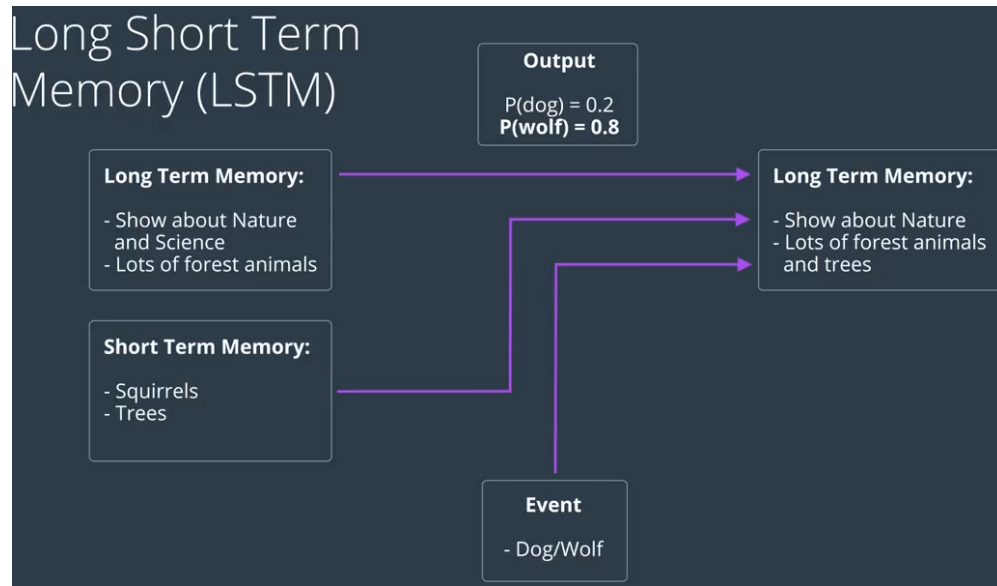 Long Short Term
Memory (LSTM)
Output
P(dog) = 0.2
P(wolf) = 0.8
Long Term Memory:
- Show about Nature
and Science
- Lots of forest animals
Long Term Memory:
- Show about Nature
- Lots of forest animals
and trees
Short Term Memory:
- Squirrels
- Trees
Event
- Dog/Wolf